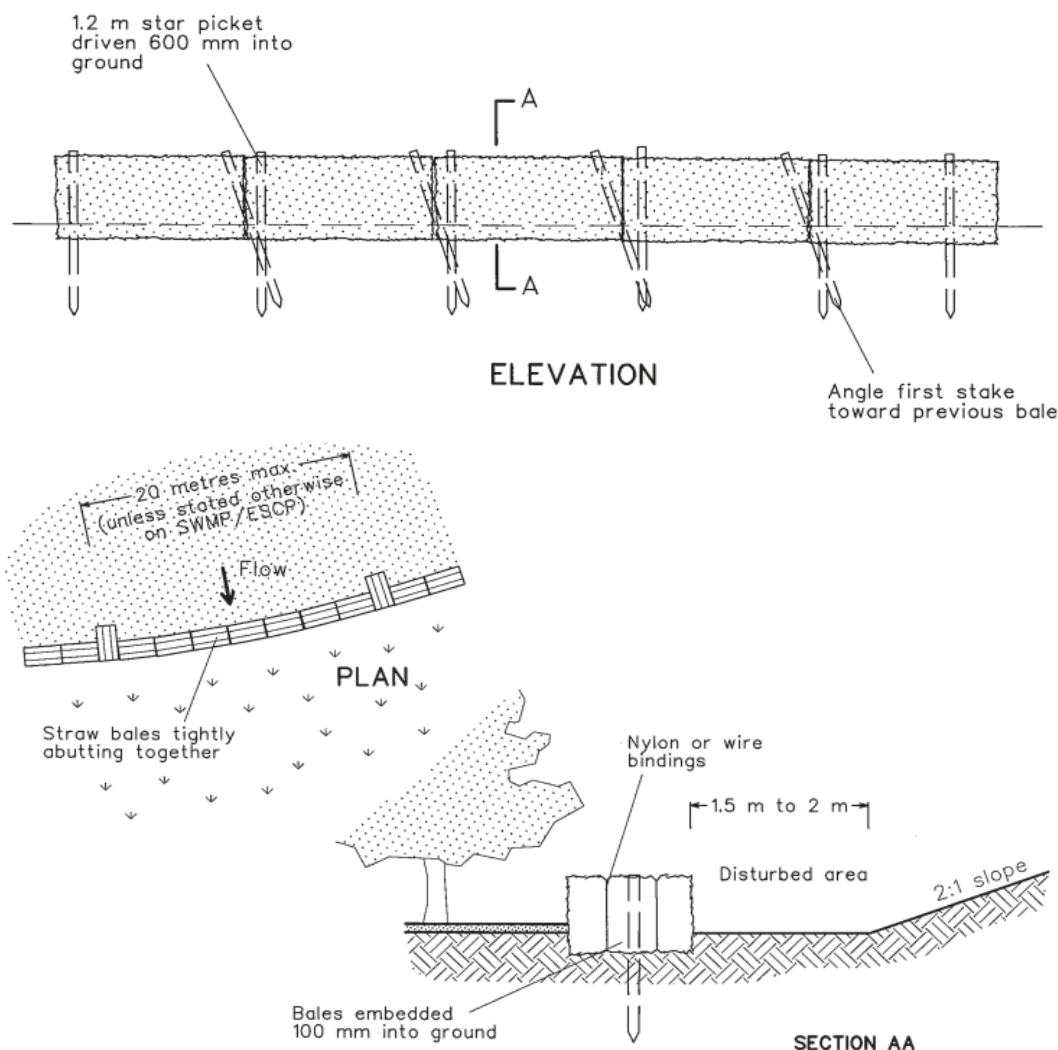 1.2 m star picket
driven 600 mm into
ground
A
A
ELEVATION
Angle first stake
toward previous bale
20 metres max.
(unless stated otherwise
on SWMP/ESCP)
Flow
PLAN
Straw bales tightly
abutting together
Nylon or wire
bindings
1.5 m to 2 m
Disturbed area
2:1 slope
Bales embedded
100 mm into ground
SECTION AA